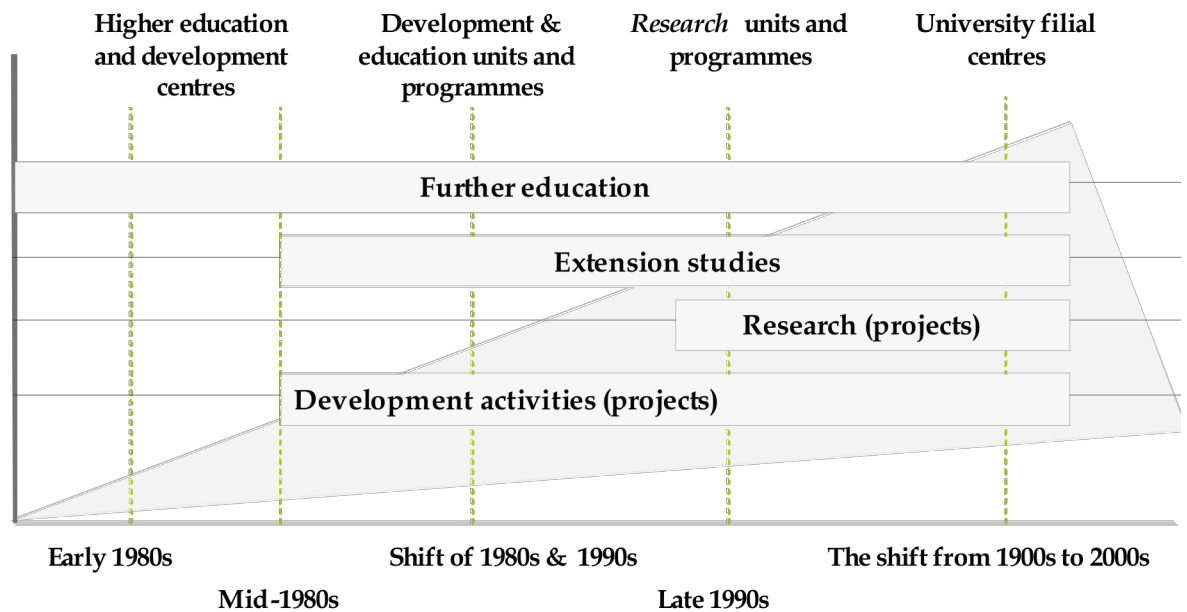 Higher education
and development
centres
Development &
education units and
programmes
Research units and
programmes
University filial
centres
Further education
Extension studies
Research (projects)
Development activities (projects)
Early 1980s
Mid-1980s
Shift of 1980s & 1990s
Late 1990s
The shift from 1900s to 2000s